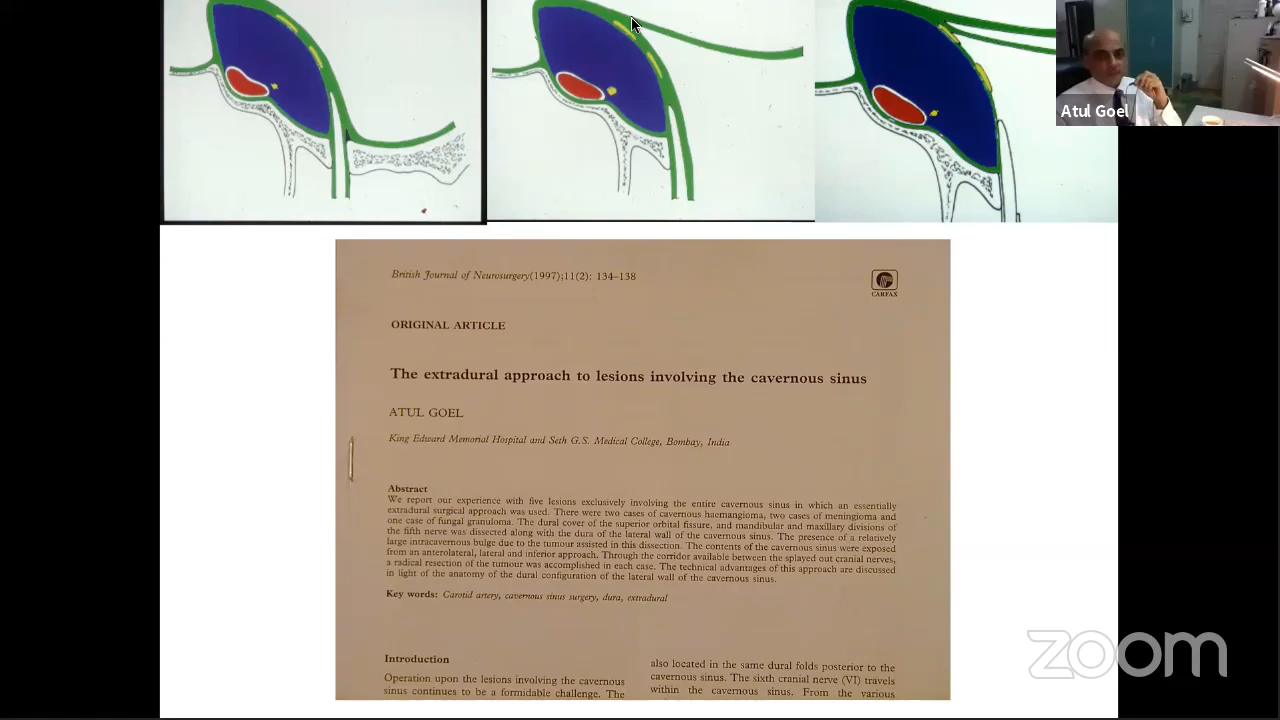 Atul Goel
British Journal of Neurosurgery(1997);11(2): 134–138
CARFAX
ORIGINAL ARTICLE
The extradural approach to lesions involving the cavernous sinus
ATUL GOEL
King Edward Memorial Hospital and Seth G.S. Medical College, Bombay, India
Abstract
We report our experience with five lesions exclusively involving the entire cavernous sinus in which an essentially
extradural surgical approach was used. There were two cases of cavernous haemangioma, two cases of meningioma and
one case of fungal granuloma. The dural cover of the superior orbital fissure, and mandibular and maxillary divisions of
the fifth nerve was dissected along with the dura of the lateral wall of the cavernous sinus. The presence of a relatively
large intracavernous bulge due to the tumour assisted in this dissection. The contents of the cavernous sinus were exposed
from an anterolateral, lateral and inferior approach. Through the corridor available between the splayed out cranial nerves,
a radical resection of the tumour was accomplished in each case. The technical advantages of this approach are discussed
in light of the anatomy of the dural configuration of the lateral wall of the cavernous sinus.
Key words: Carotid artery, cavernous sinus surgery, dura, extradural
Introduction
Operation upon the lesions involving the cavernous
sinus continues to be a formidable challenge. The
also located in the same dural folds posterior to the
cavernous sinus. The sixth cranial nerve (VI) travels
within the cavernous sinus. From the various
zoom